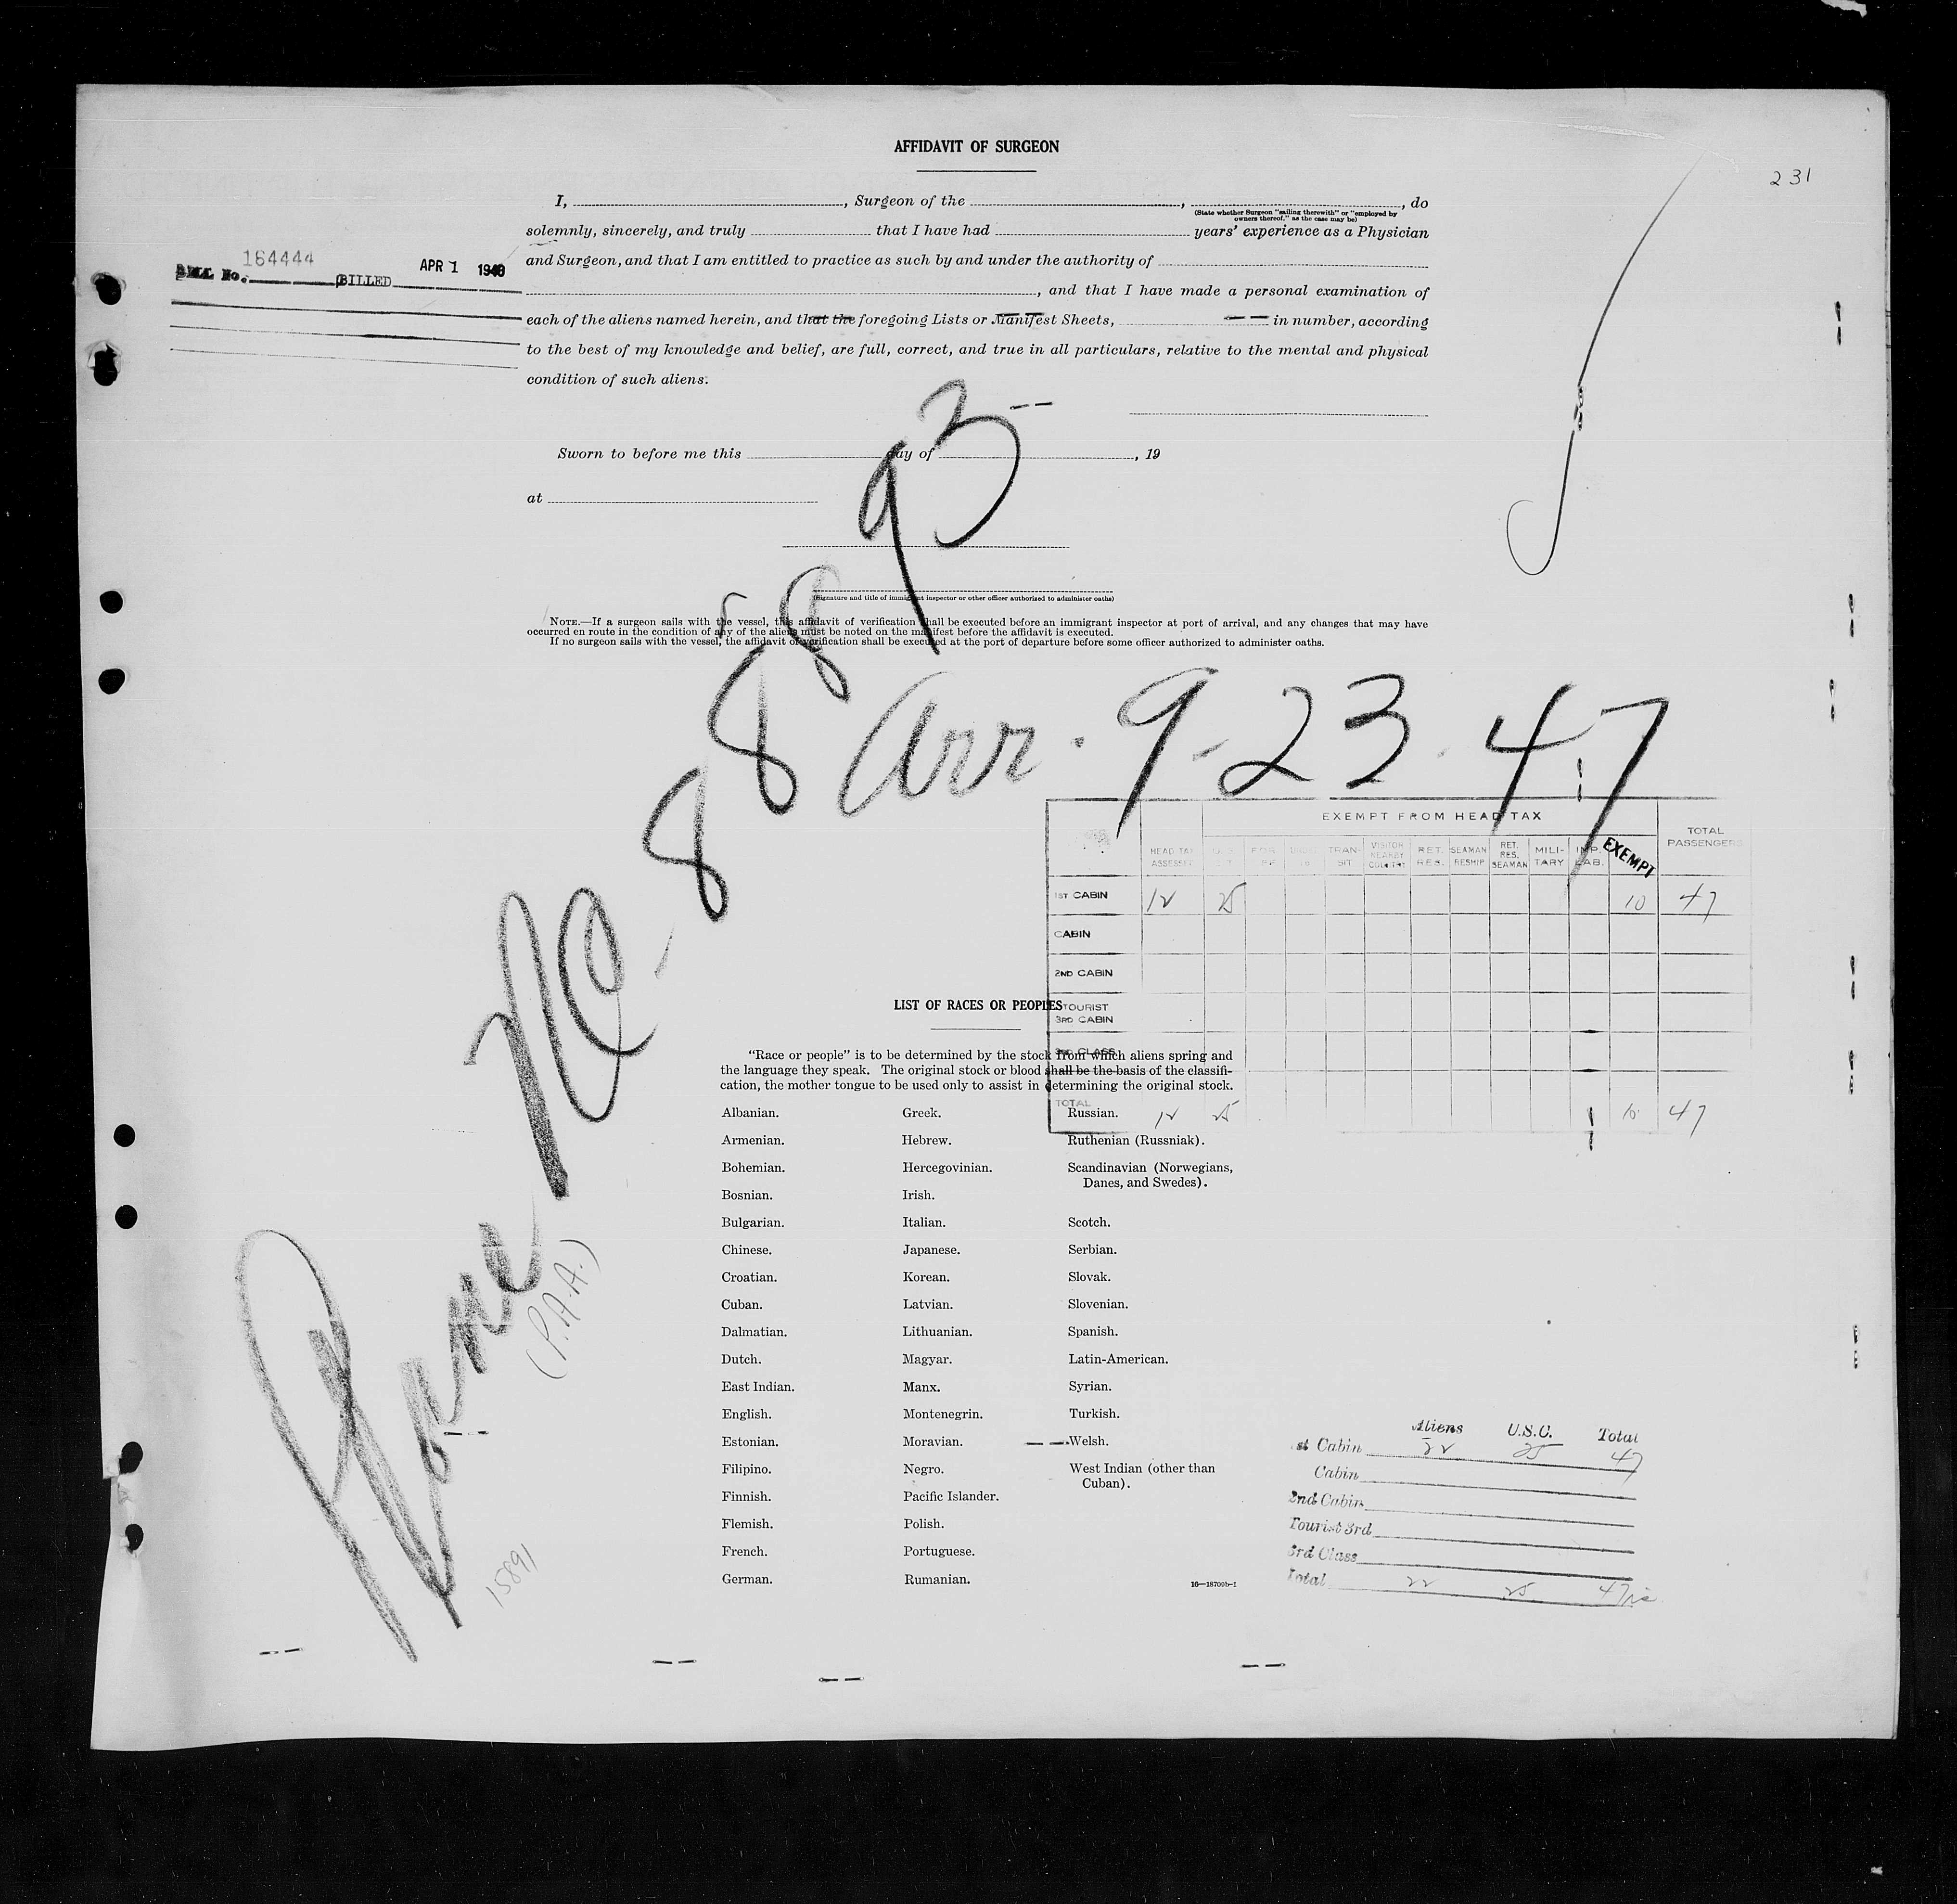 AFFIDAVIT OF SURGEON
231
I, , Surgeon of the , , do
(State whether Surgeon "sailing therewith" or "employed by
owners thereof," as the case may be)
solemnly, sincerely, and truly that I have had years' experience as a Physician
and Surgeon, and that I am entitled to practice as such by and under the authority of
, and that I have made a personal examination of
each of the aliens named herein, and that the foregoing Lists or Manifest Sheets, in number, according
to the best of my knowledge and belief, are full, correct, and true in all particulars, relative to the mental and physical
condition of such aliens.
BILL No. 164444 BILLED APR 1 1948
Sworn to before me this day of , 19
at
(Signature and title of immigrant inspector or other officer authorized to administer oaths)
NOTE.—If a surgeon sails with the vessel, this affidavit of verification shall be executed before an immigrant inspector at port of arrival, and any changes that may have
occurred en route in the condition of any of the aliens must be noted on the manifest before the affidavit is executed.
If no surgeon sails with the vessel, the affidavit of verification shall be executed at the port of departure before some officer authorized to administer oaths.
Plane NC-88893
(P.A.A.)
15891
Arr. 9-23-47
EXEMPT FROM HEAD TAX
TOTAL PASSENGERS
HEAD TAX ASSESSED
TRAN-SIT
VISITOR NEARBY COUNTRY
RET. RES.
SEAMAN RESHIP
RET. RES. SEAMAN
MILI-TARY
EXEMPT
1ST CABIN 12 25 10 47
CABIN
2ND CABIN
TOURIST 3RD CABIN
3RD CLASS
TOTAL 12 25 10 47
LIST OF RACES OR PEOPLES
"Race or people" is to be determined by the stock from which aliens spring and
the language they speak. The original stock or blood shall be the basis of the classifi-
cation, the mother tongue to be used only to assist in determining the original stock.
Albanian. Greek. Russian.
Armenian. Hebrew. Ruthenian (Russniak).
Bohemian. Hercegovinian. Scandinavian (Norwegians,
Danes, and Swedes).
Bosnian. Irish.
Bulgarian. Italian. Scotch.
Chinese. Japanese. Serbian.
Croatian. Korean. Slovak.
Cuban. Latvian. Slovenian.
Dalmatian. Lithuanian. Spanish.
Dutch. Magyar. Latin-American.
East Indian. Manx. Syrian.
English. Montenegrin. Turkish.
Estonian. Moravian. Welsh.
Filipino. Negro. West Indian (other than
Cuban).
Finnish. Pacific Islander.
Flemish. Polish.
French. Portuguese.
German. Rumanian.
16—18700b-1
Aliens U.S.C. Total
1st Cabin 22 25 47
Cabin
2nd Cabin
Tourist 3rd
3rd Class
Total 22 25 47